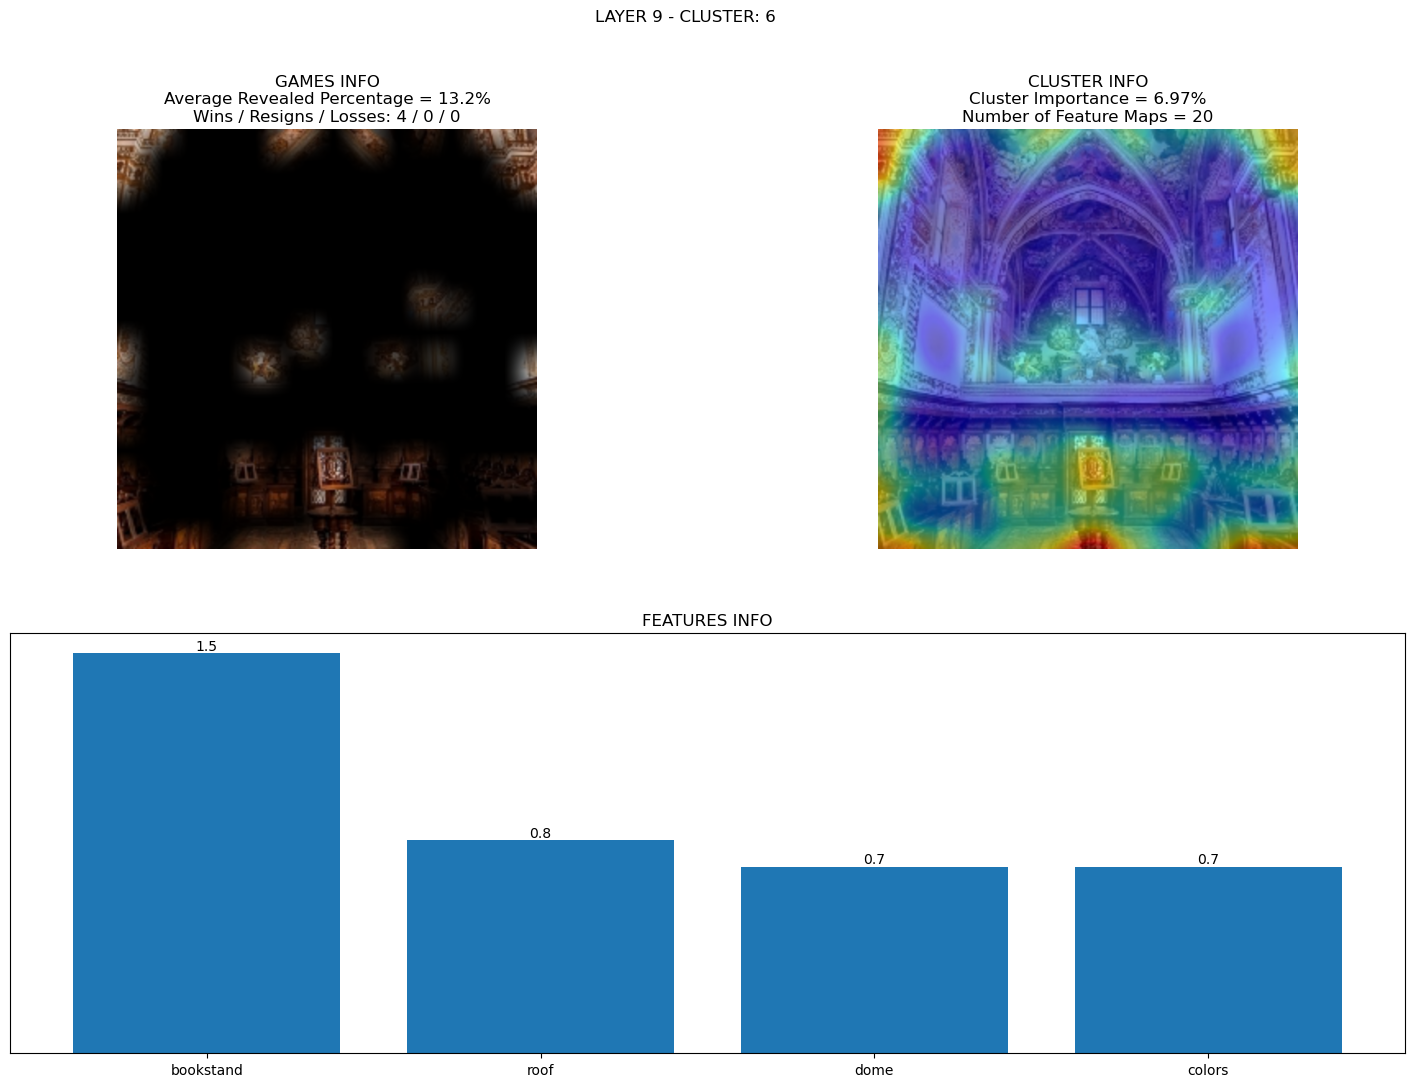 LAYER 9 - CLUSTER: 6
GAMES INFO
Average Revealed Percentage = 13.2%
Wins / Resigns / Losses: 4 / 0 / 0
CLUSTER INFO
Cluster Importance = 6.97%
Number of Feature Maps = 20
FEATURES INFO
1.5
0.8
0.7
0.7
bookstand
roof
dome
colors